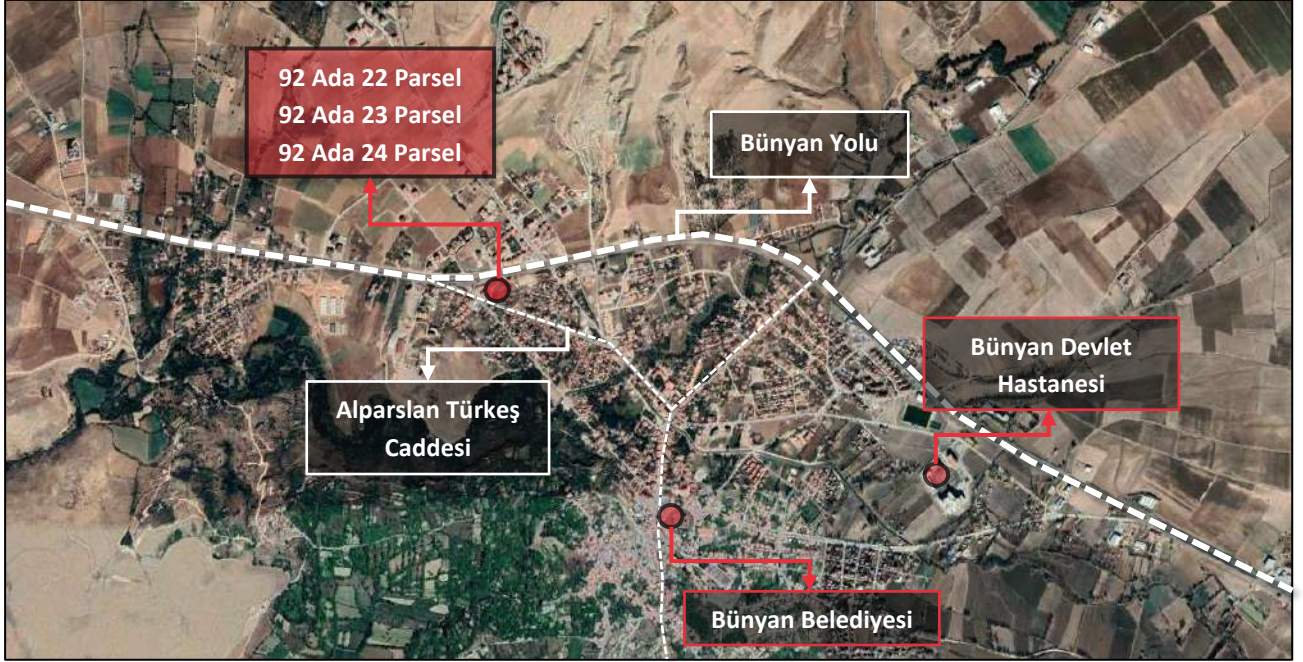 92 Ada 22 Parsel
92 Ada 23 Parsel
92 Ada 24 Parsel
Bünyan Yolu
Bünyan Devlet
Hastanesi
Alparslan Türkeş
Caddesi
Bünyan Belediyesi